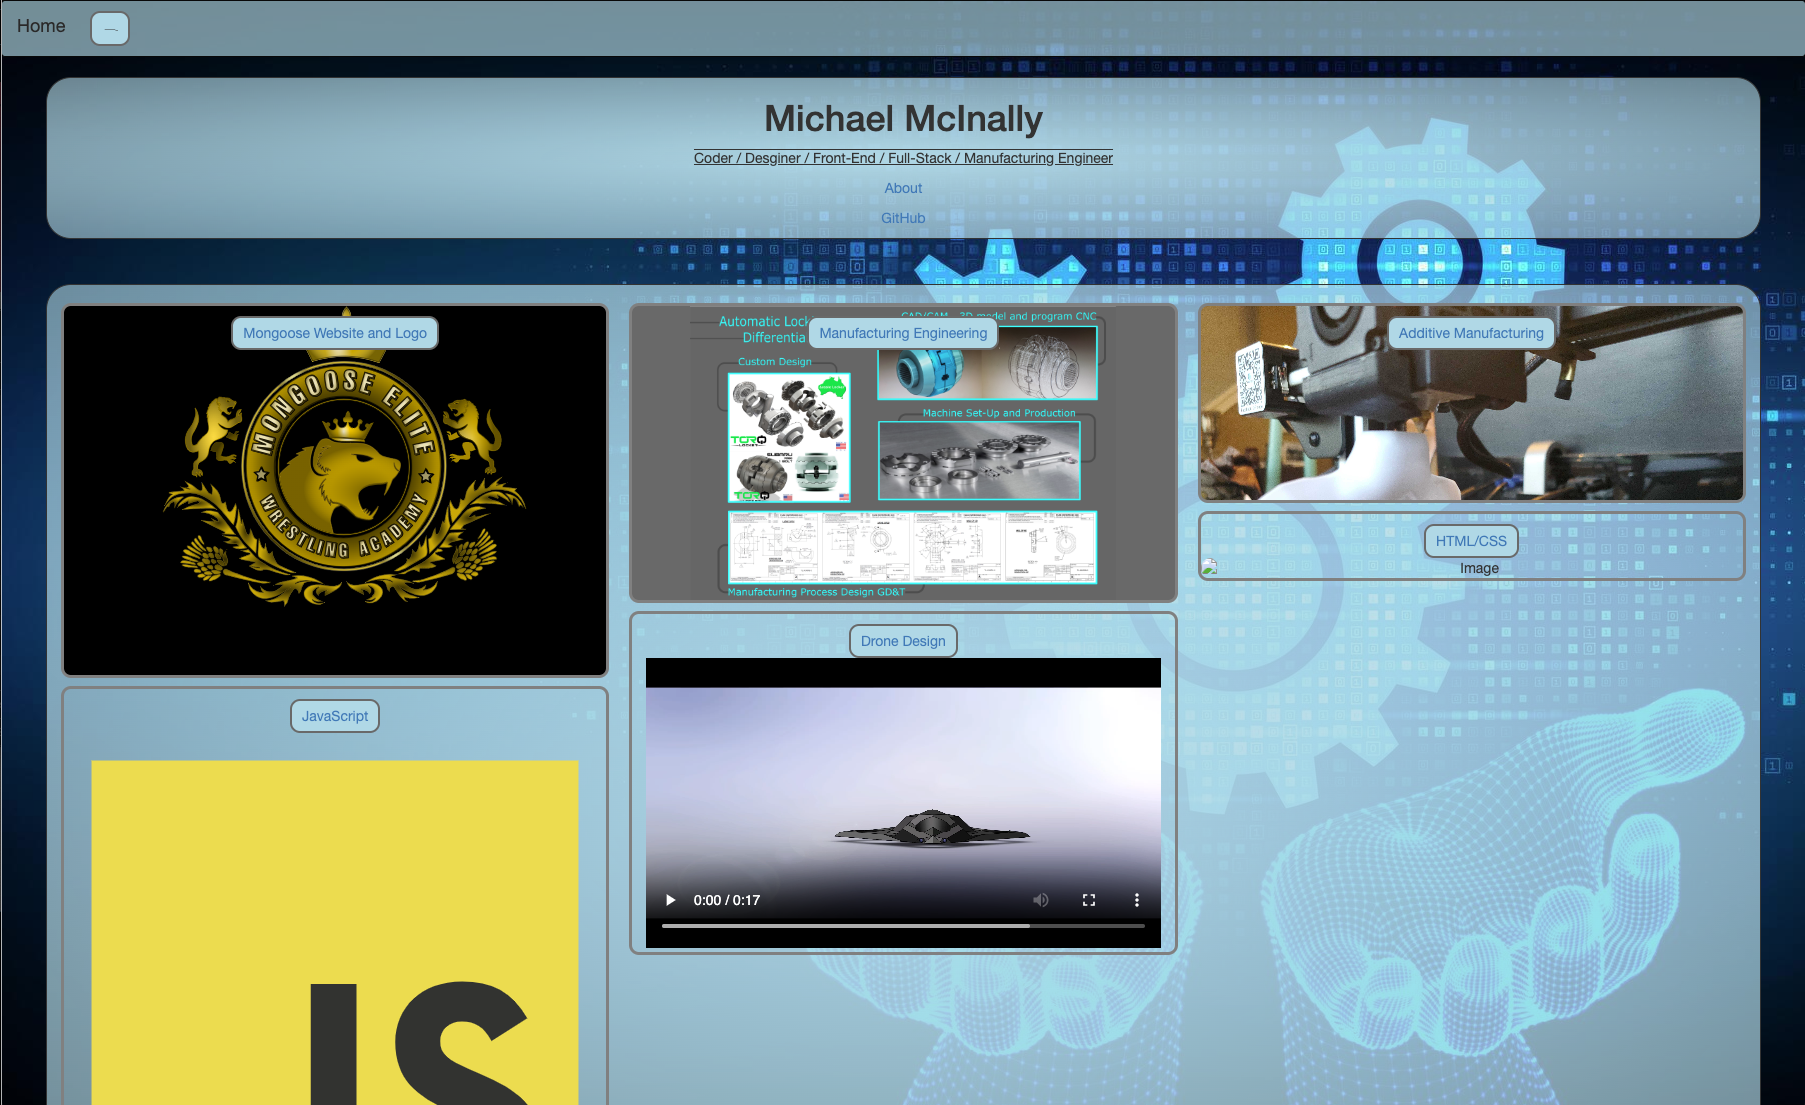 Home
Michael McInally
Coder / Desginer / Front-End / Full-Stack / Manufacturing Engineer
About
GitHub
Mongoose Website and Logo
MONGOOSE ELITE
WRESTLING ACADEMY
JavaScript
JS
Manufacturing Engineering
Automatic Lock
Differentia
CAD/CAM - 3D model and program CNC
Custom Design
TORQ
TORQ
Machine Set-Up and Production
Manufacturing Process Design GD&T
Drone Design
0:00 / 0:17
Additive Manufacturing
HTML/CSS
Image